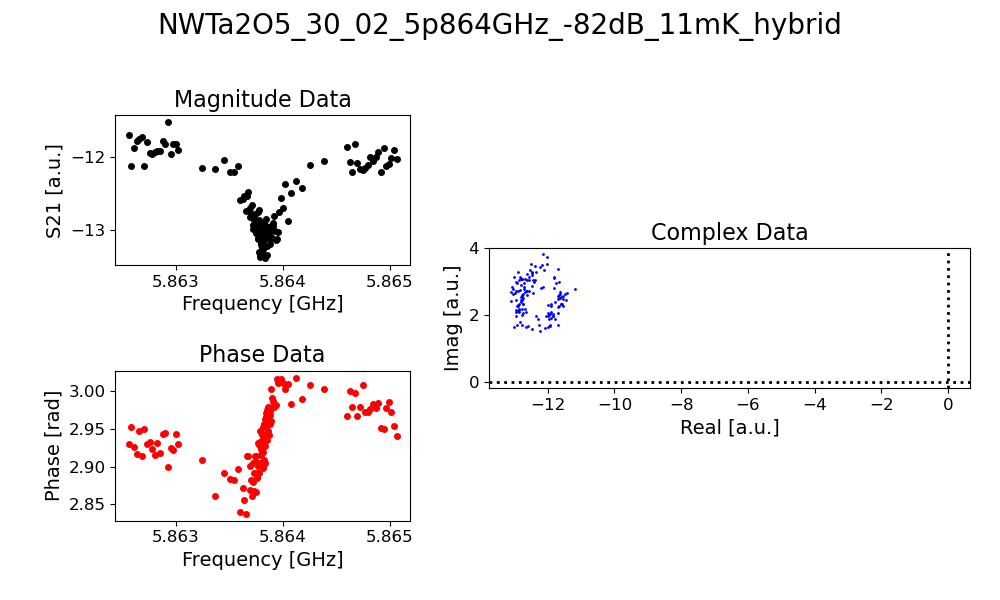 NWTa2O5_30_02_5p864GHz_-82dB_11mK_hybrid
Magnitude Data
S21 [a.u.]
−12
−13
5.863 5.864 5.865
Frequency [GHz]
Phase Data
Phase [rad]
3.00
2.95
2.90
2.85
5.863 5.864 5.865
Frequency [GHz]
Complex Data
Imag [a.u.]
4
2
0
−12 −10 −8 −6 −4 −2 0
Real [a.u.]